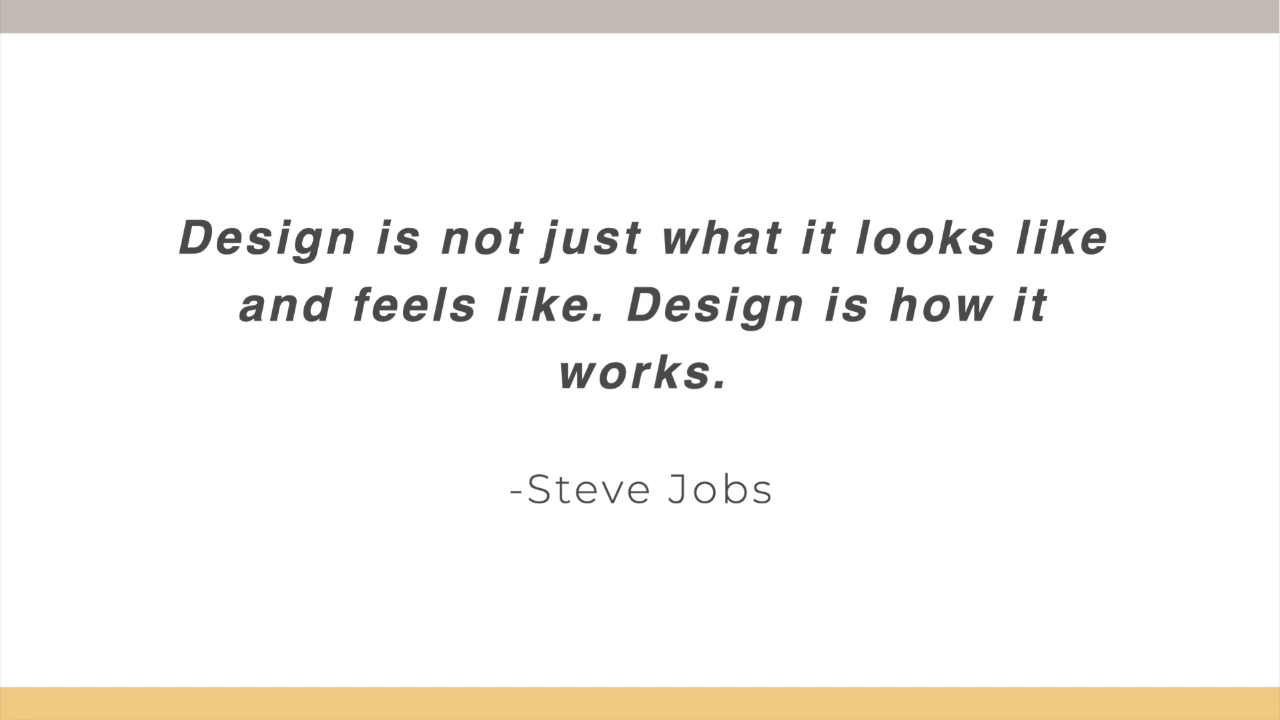 Design is not just what it looks like
and feels like. Design is how it
works.
-Steve Jobs